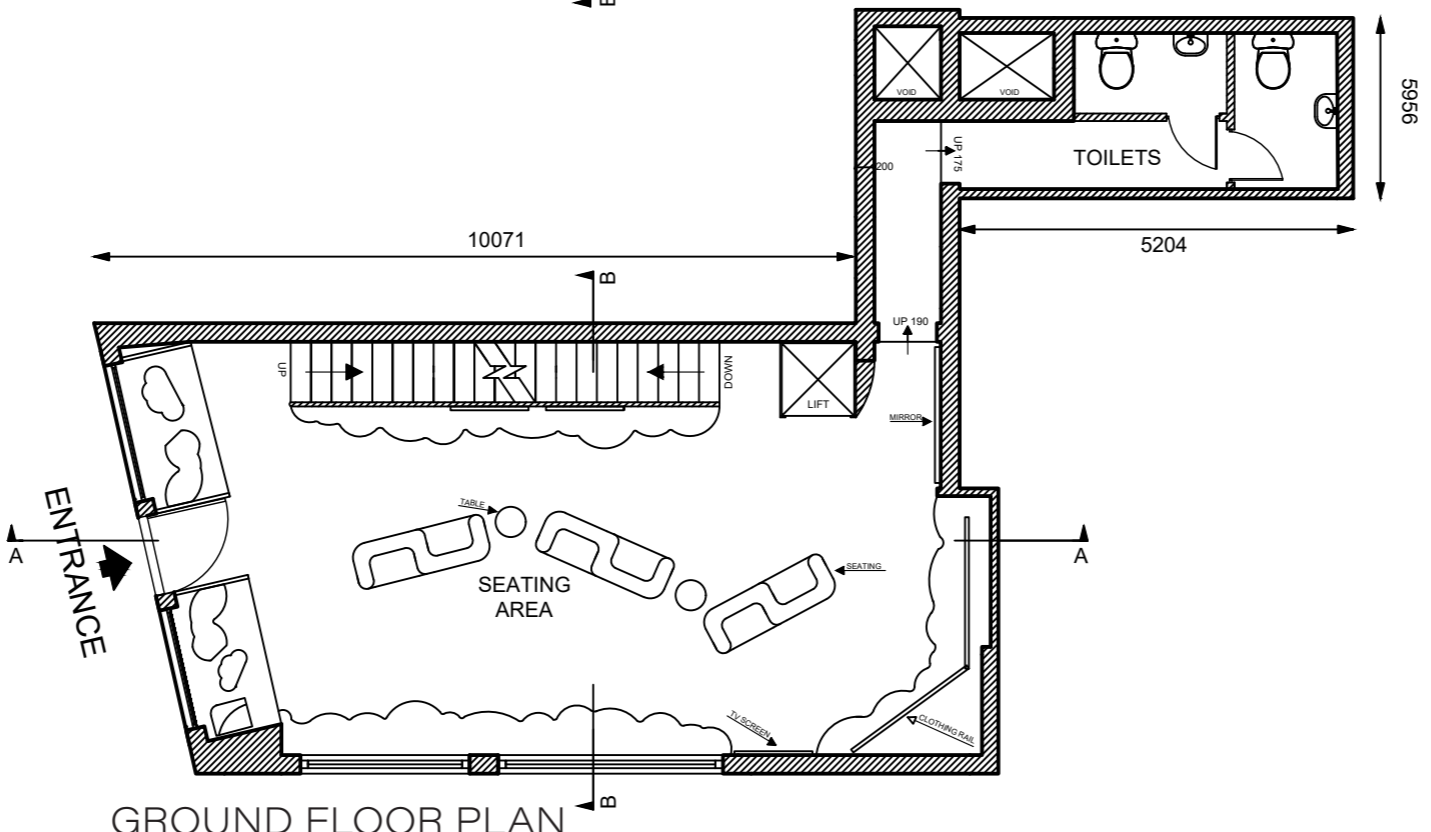 B
VOID
VOID
5956
UP 175
TOILETS
200
10071
5204
B
UP 190
UP
DOWN
LIFT
MIRROR
ENTRANCE
TABLE
A
A
SEATING
SEATING
AREA
TV SCREEN
CLOTHING RAIL
B
GROUND FLOOR PLAN